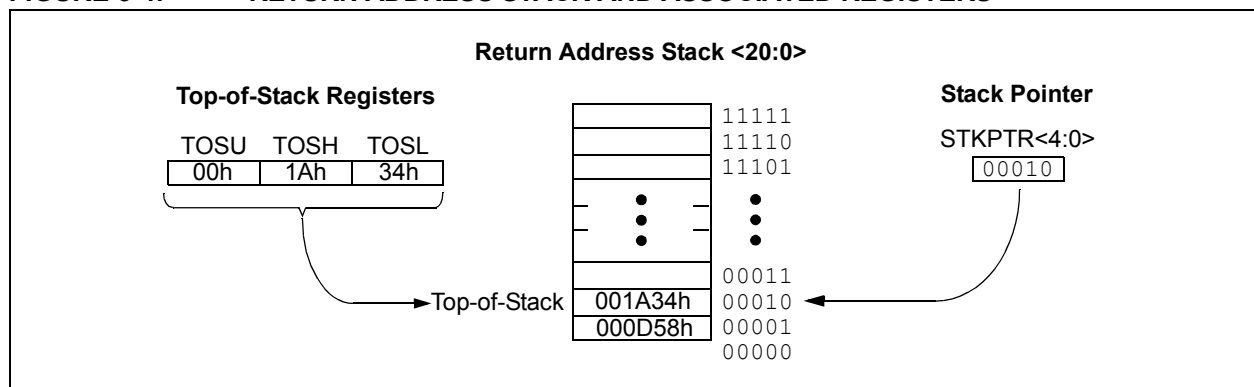 Return Address Stack <20:0>
Top-of-Stack Registers
Stack Pointer
TOSU TOSH TOSL
STKPTR<4:0>
00h 1Ah 34h
00010
11111
11110
11101
00011
Top-of-Stack 001A34h 00010
000D58h 00001
00000